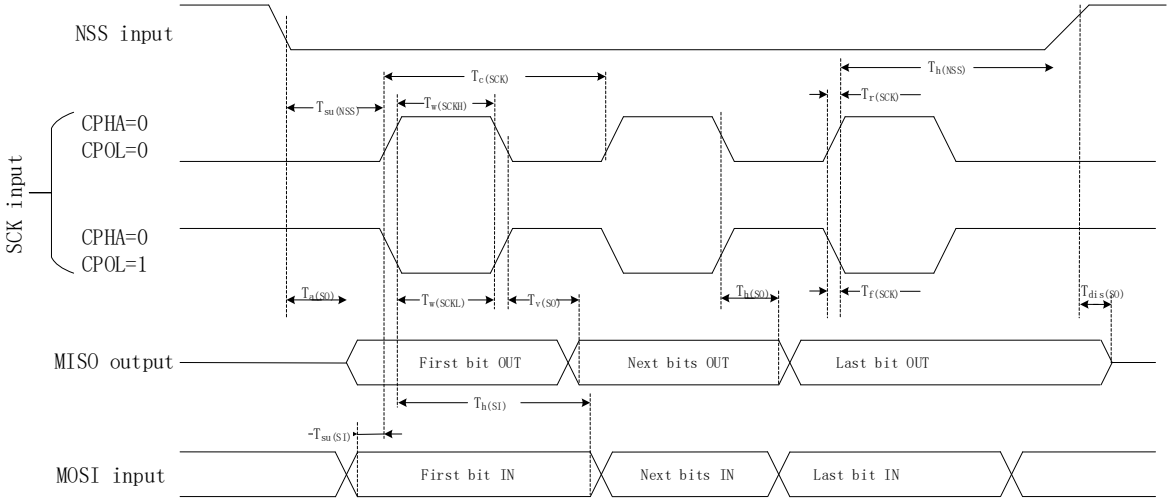 NSS input
Tc(SCK)
Th(NSS)
Tsu(NSS)
Tw(SCKH)
Tr(SCK)
SCK input
CPHA=0
CPOL=0
CPHA=0
CPOL=1
Ta(SO)
Tw(SCKL)
Tv(SO)
Th(SO)
Tf(SCK)
Tdis(SO)
MISO output
First bit OUT
Next bits OUT
Last bit OUT
Th(SI)
Tsu(SI)
MOSI input
First bit IN
Next bits IN
Last bit IN